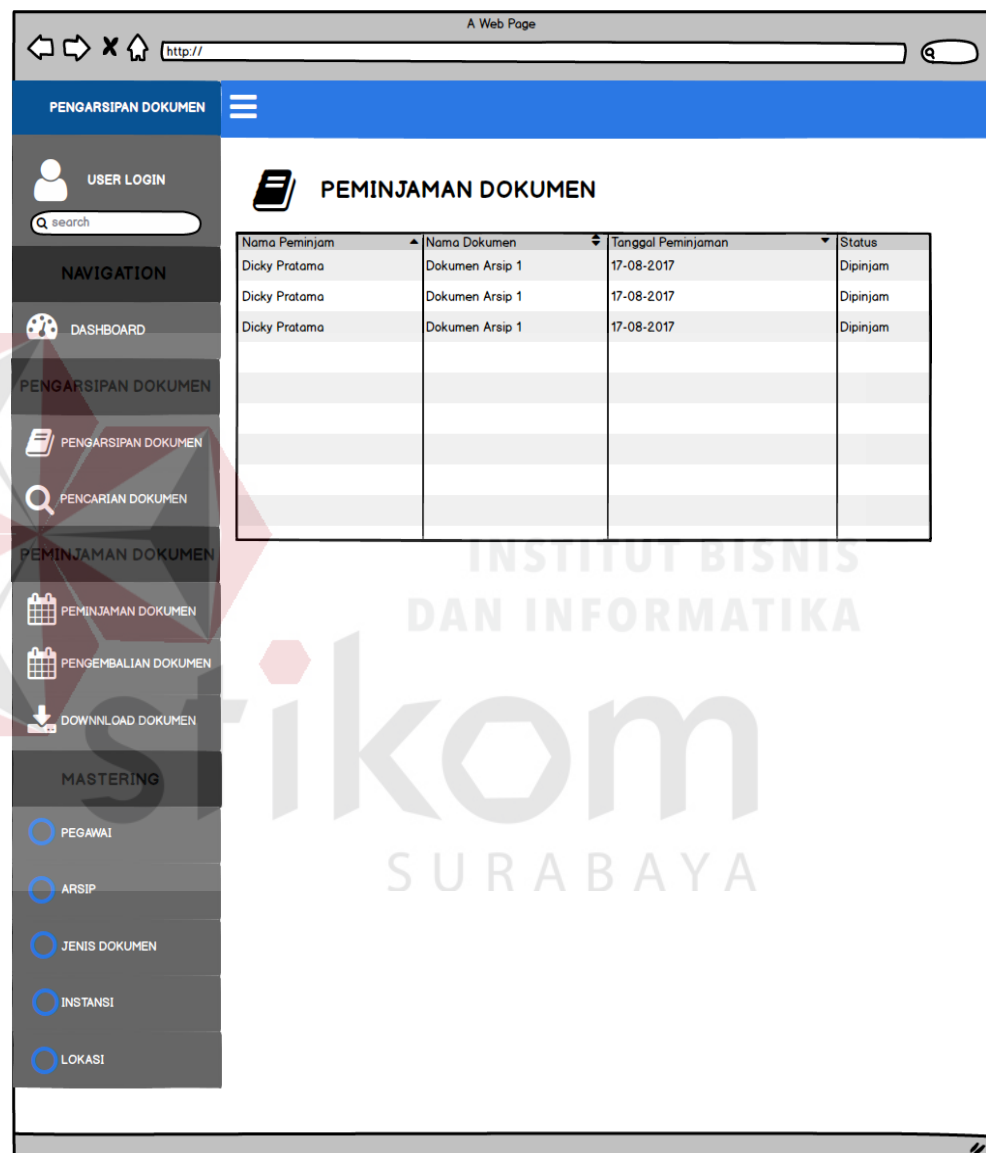 A Web Page
http://
PENGARSIPAN DOKUMEN
USER LOGIN
search
NAVIGATION
DASHBOARD
PENGARSIPAN DOKUMEN
PENGARSIPAN DOKUMEN
PENCARIAN DOKUMEN
PEMINJAMAN DOKUMEN
PEMINJAMAN DOKUMEN
PENGEMBALIAN DOKUMEN
DOWNNLOAD DOKUMEN
MASTERING
PEGAWAI
ARSIP
JENIS DOKUMEN
INSTANSI
LOKASI
PEMINJAMAN DOKUMEN
Nama Peminjam Nama Dokumen Tanggal Peminjaman Status
Dicky Pratama Dokumen Arsip 1 17-08-2017 Dipinjam
Dicky Pratama Dokumen Arsip 1 17-08-2017 Dipinjam
Dicky Pratama Dokumen Arsip 1 17-08-2017 Dipinjam
INSTITUT BISNIS
DAN INFORMATIKA
stikom
SURABAYA